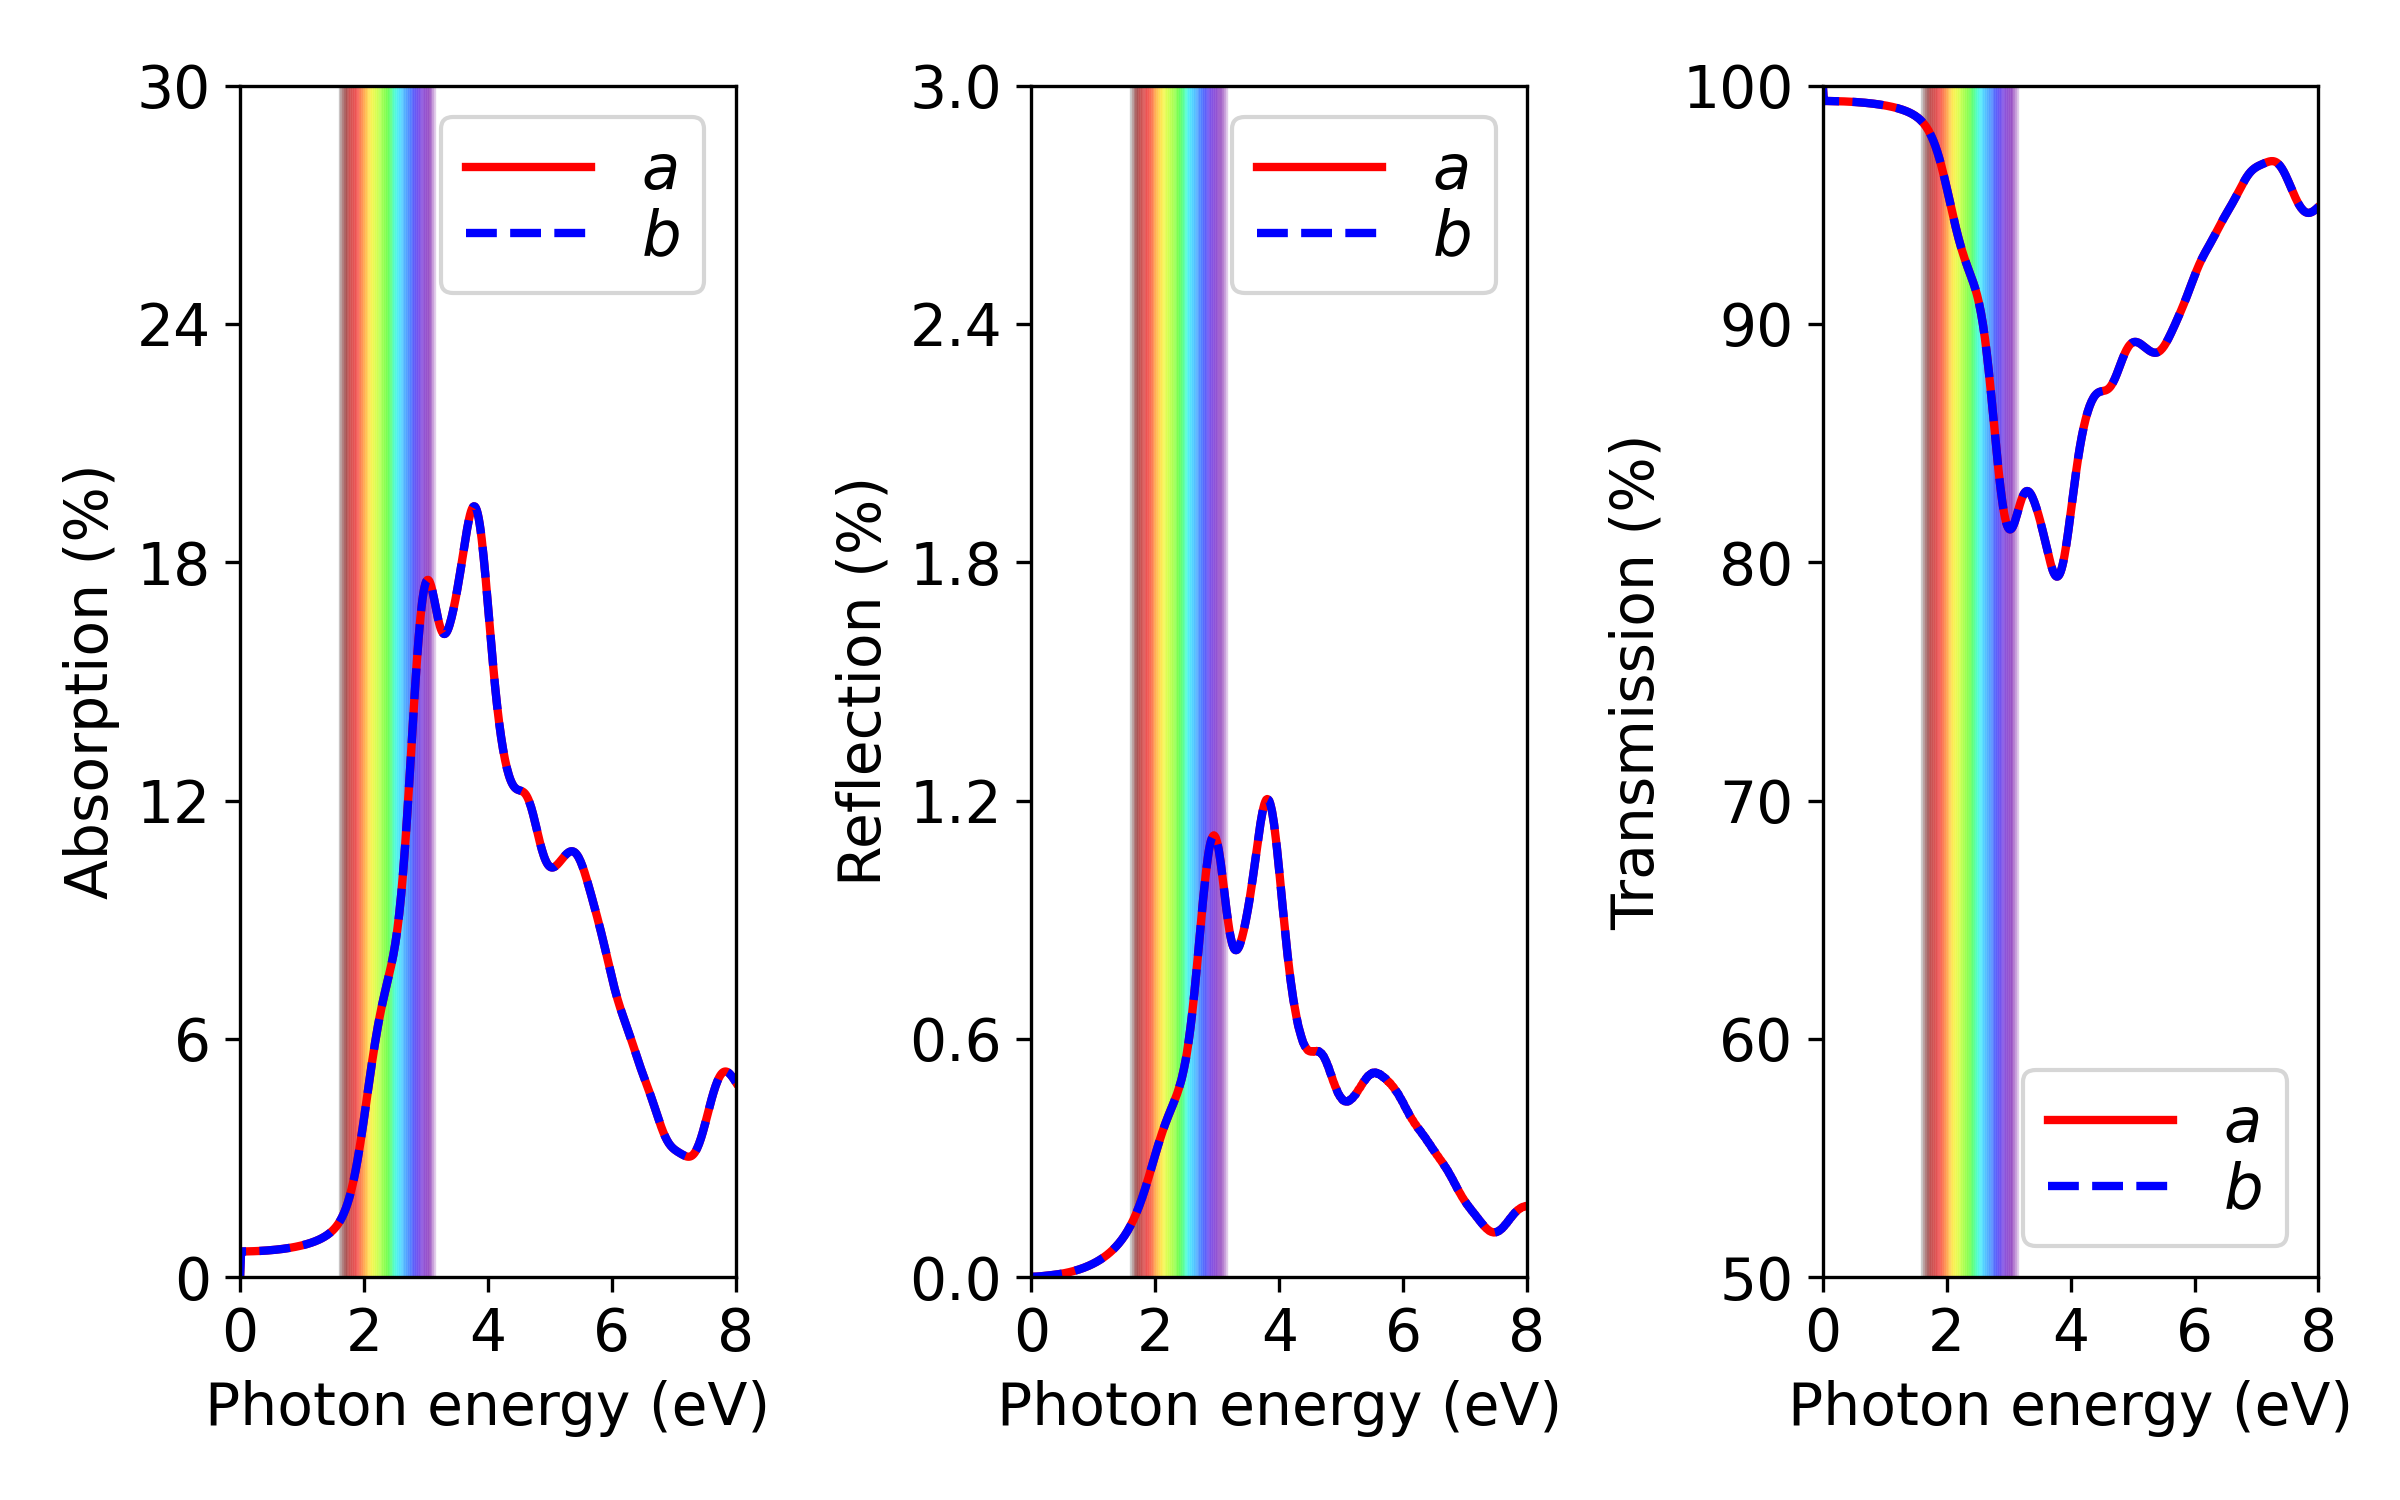 30
24
18
12
6
0
0 2 4 6 8
Absorption (%)
Photon energy (eV)
a
b
3.0
2.4
1.8
1.2
0.6
0.0
0 2 4 6 8
Reflection (%)
Photon energy (eV)
a
b
100
90
80
70
60
50
0 2 4 6 8
Transmission (%)
Photon energy (eV)
a
b